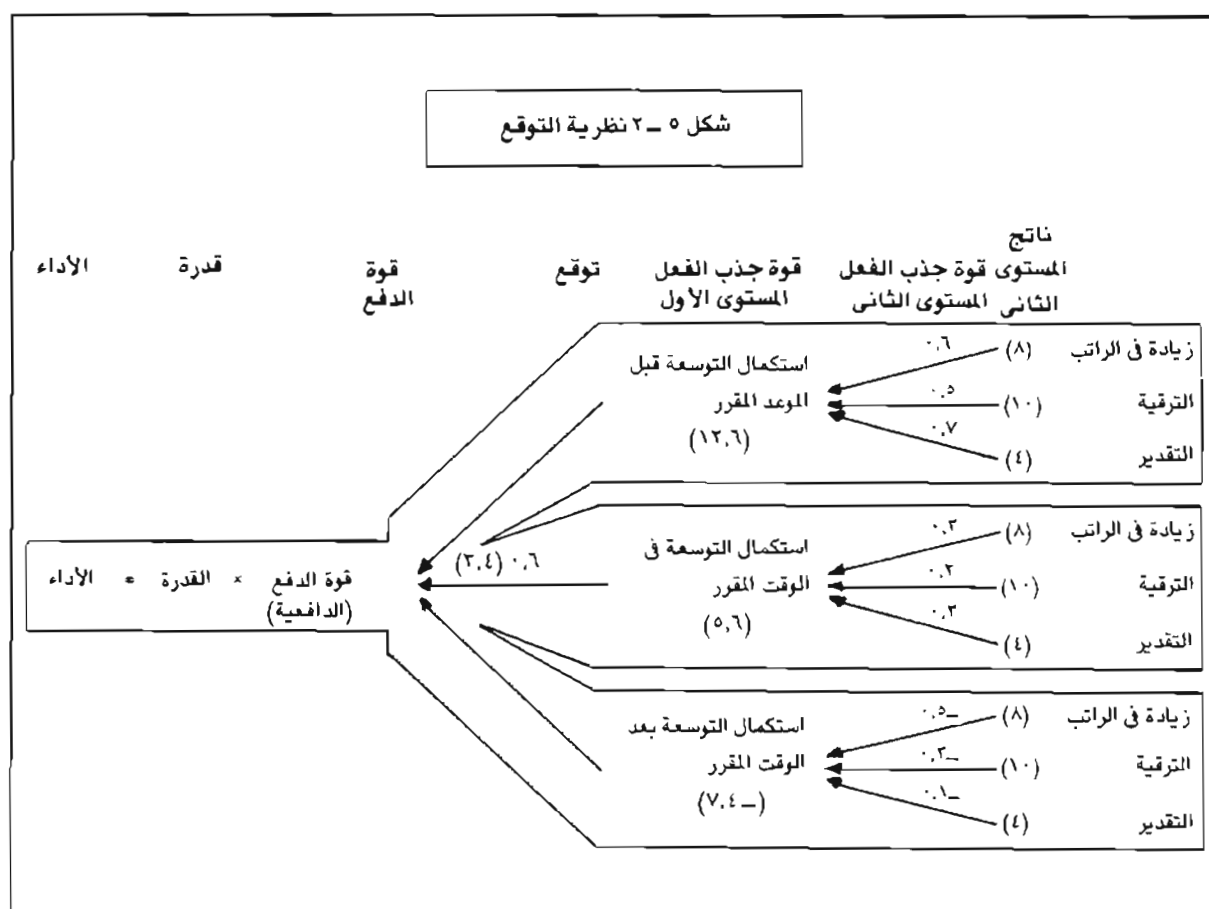 شكل ٥ – ٢ نظرية التوقع
ناتج المستوى الثانى
قوة جذب الفعل المستوى الثانى
قوة جذب الفعل المستوى الأول
توقع
قوة الدفع
قدرة
الأداء
زيادة فى الراتب (٨) ٠,٦
الترقية (١٠) ٠,٥
التقدير (٤) ٠,٧
استكمال التوسعة قبل
الموعد المقرر
(١٢,٦)
زيادة فى الراتب (٨) ٠,٣
الترقية (١٠) ٠,٢
التقدير (٤) ٠,٣
استكمال التوسعة فى
الوقت المقرر
(٥,٦)
٠,٦ (٣,٤)
زيادة فى الراتب (٨) –٠,٥
الترقية (١٠) –٠,٣
التقدير (٤) –٠,١
استكمال التوسعة بعد
الوقت المقرر
(–٧,٤)
قوة الدفع × القدرة = الأداء
(الدافعية)